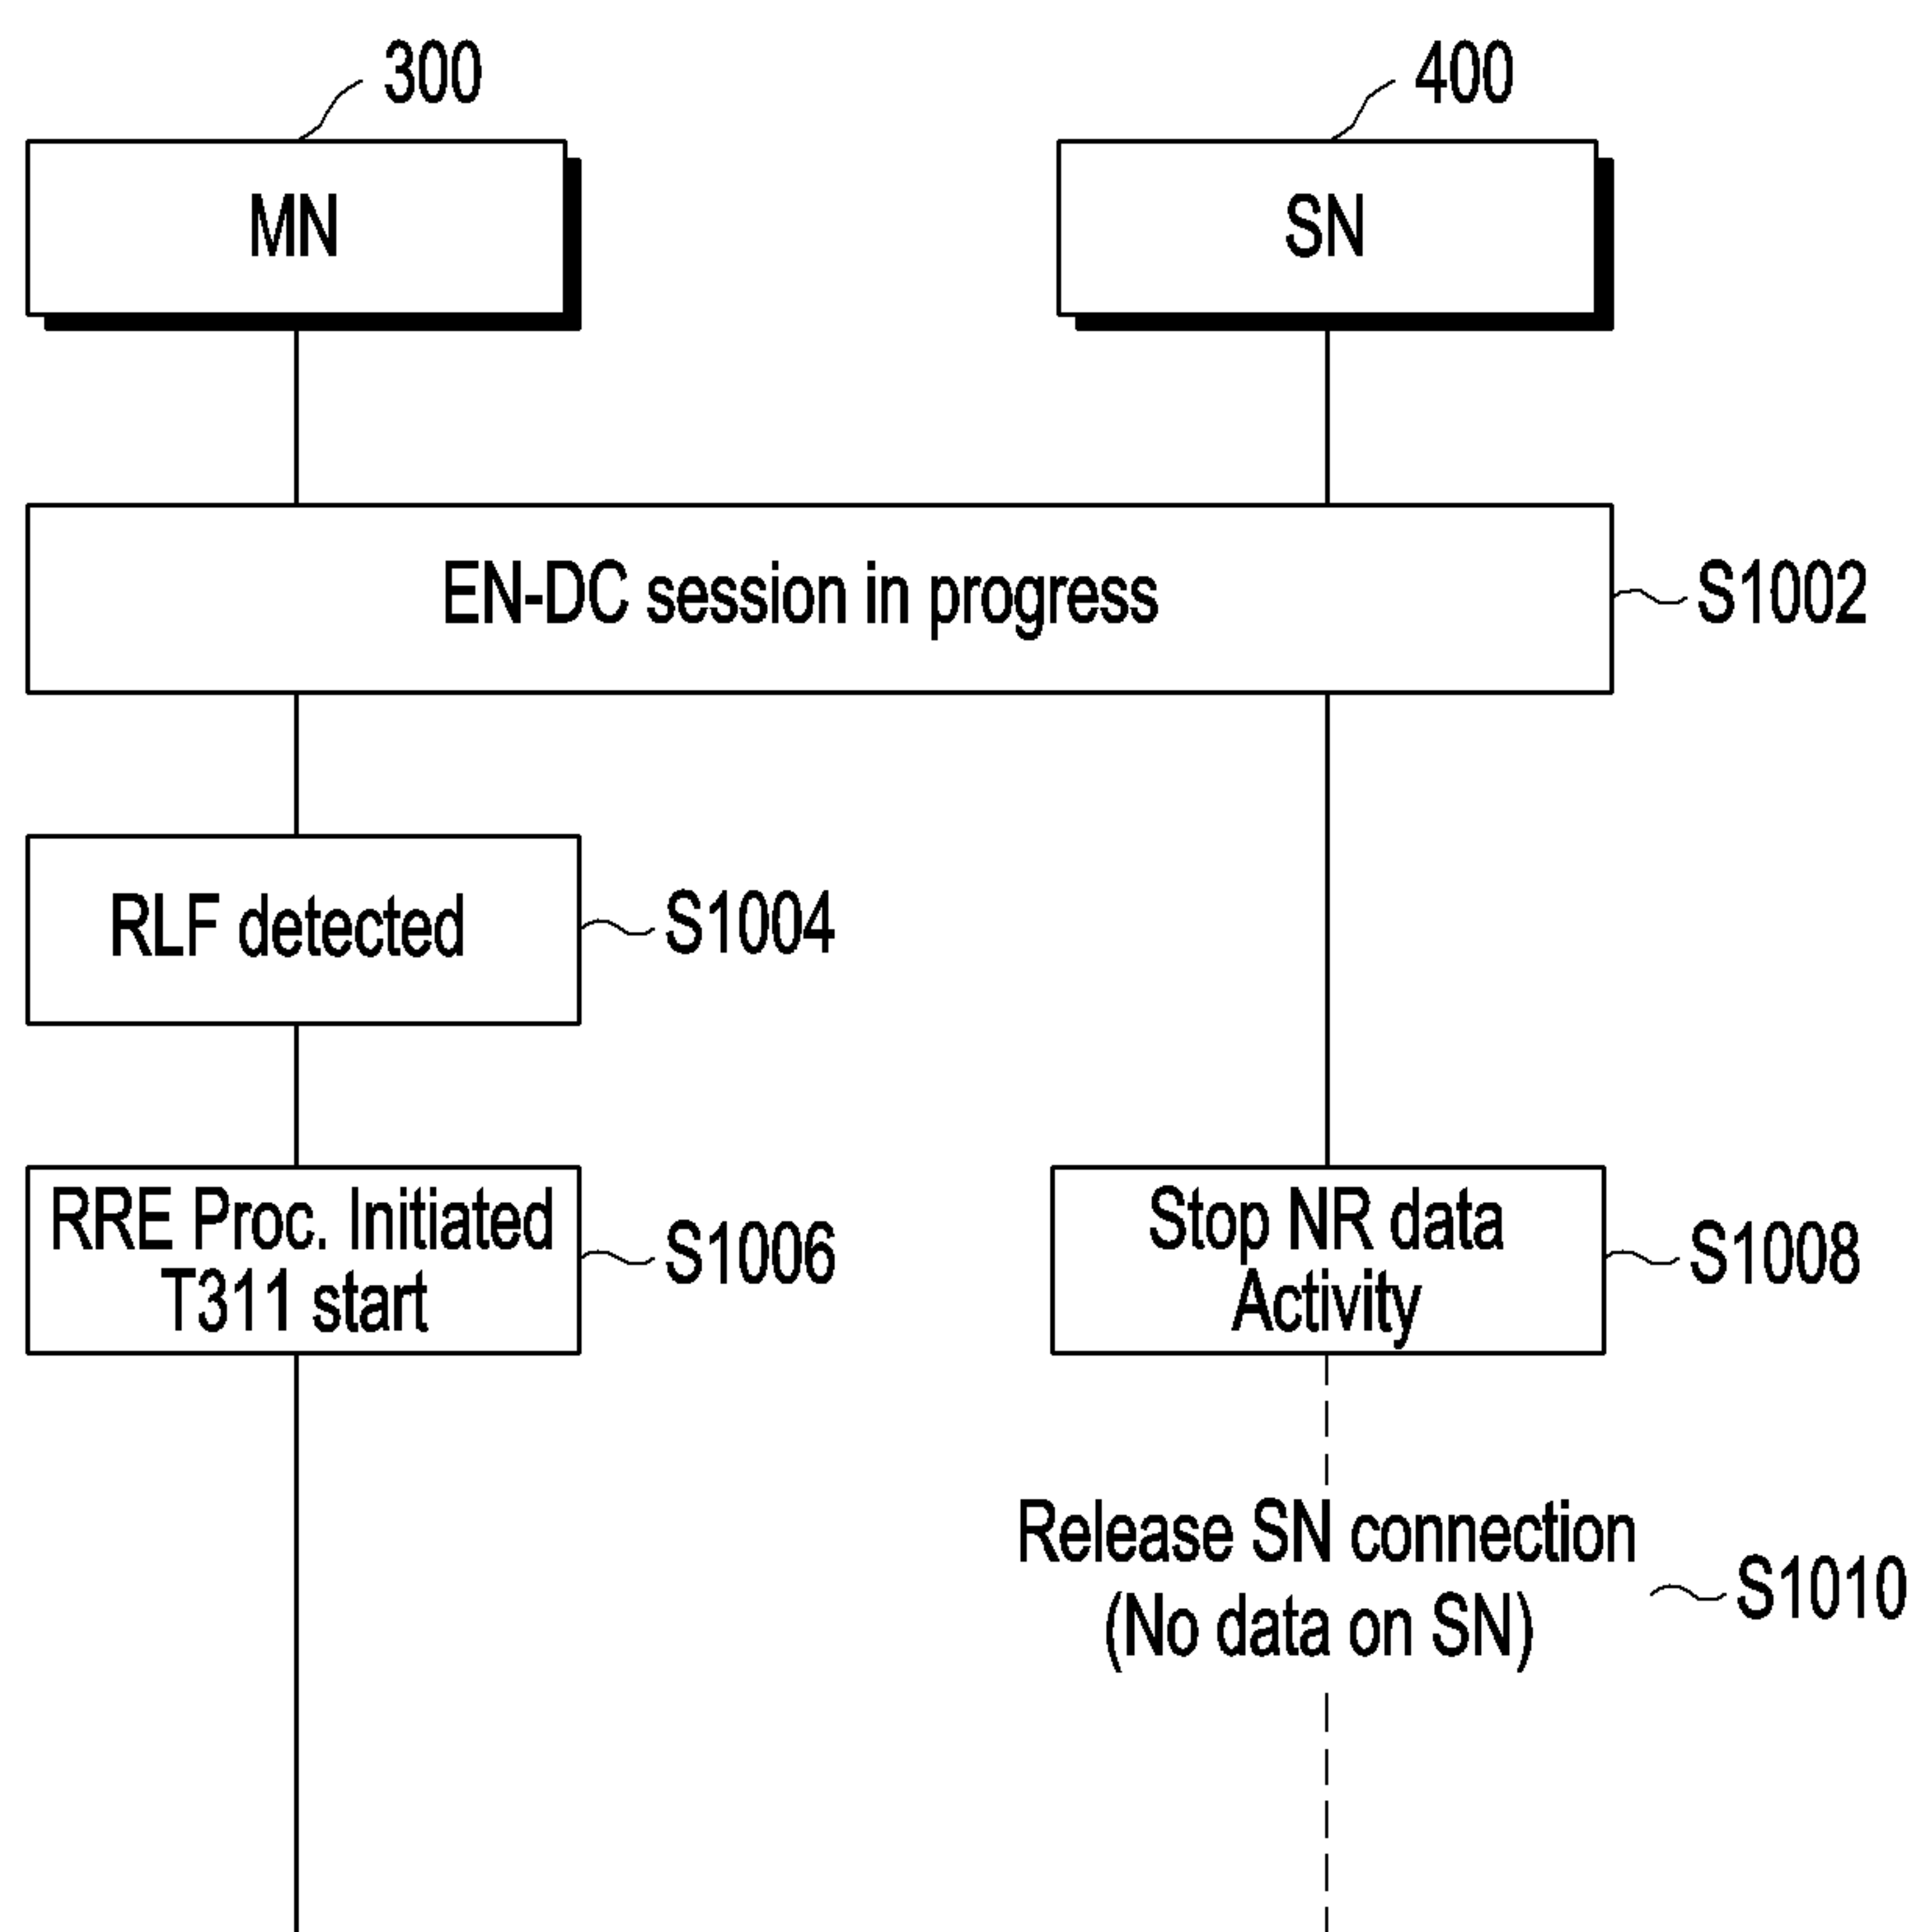 300
400
MN
SN
EN-DC session in progress
S1002
RLF detected
S1004
RRE Proc. Initiated
T311 start
S1006
Stop NR data
Activity
S1008
Release SN connection
(No data on SN)
S1010